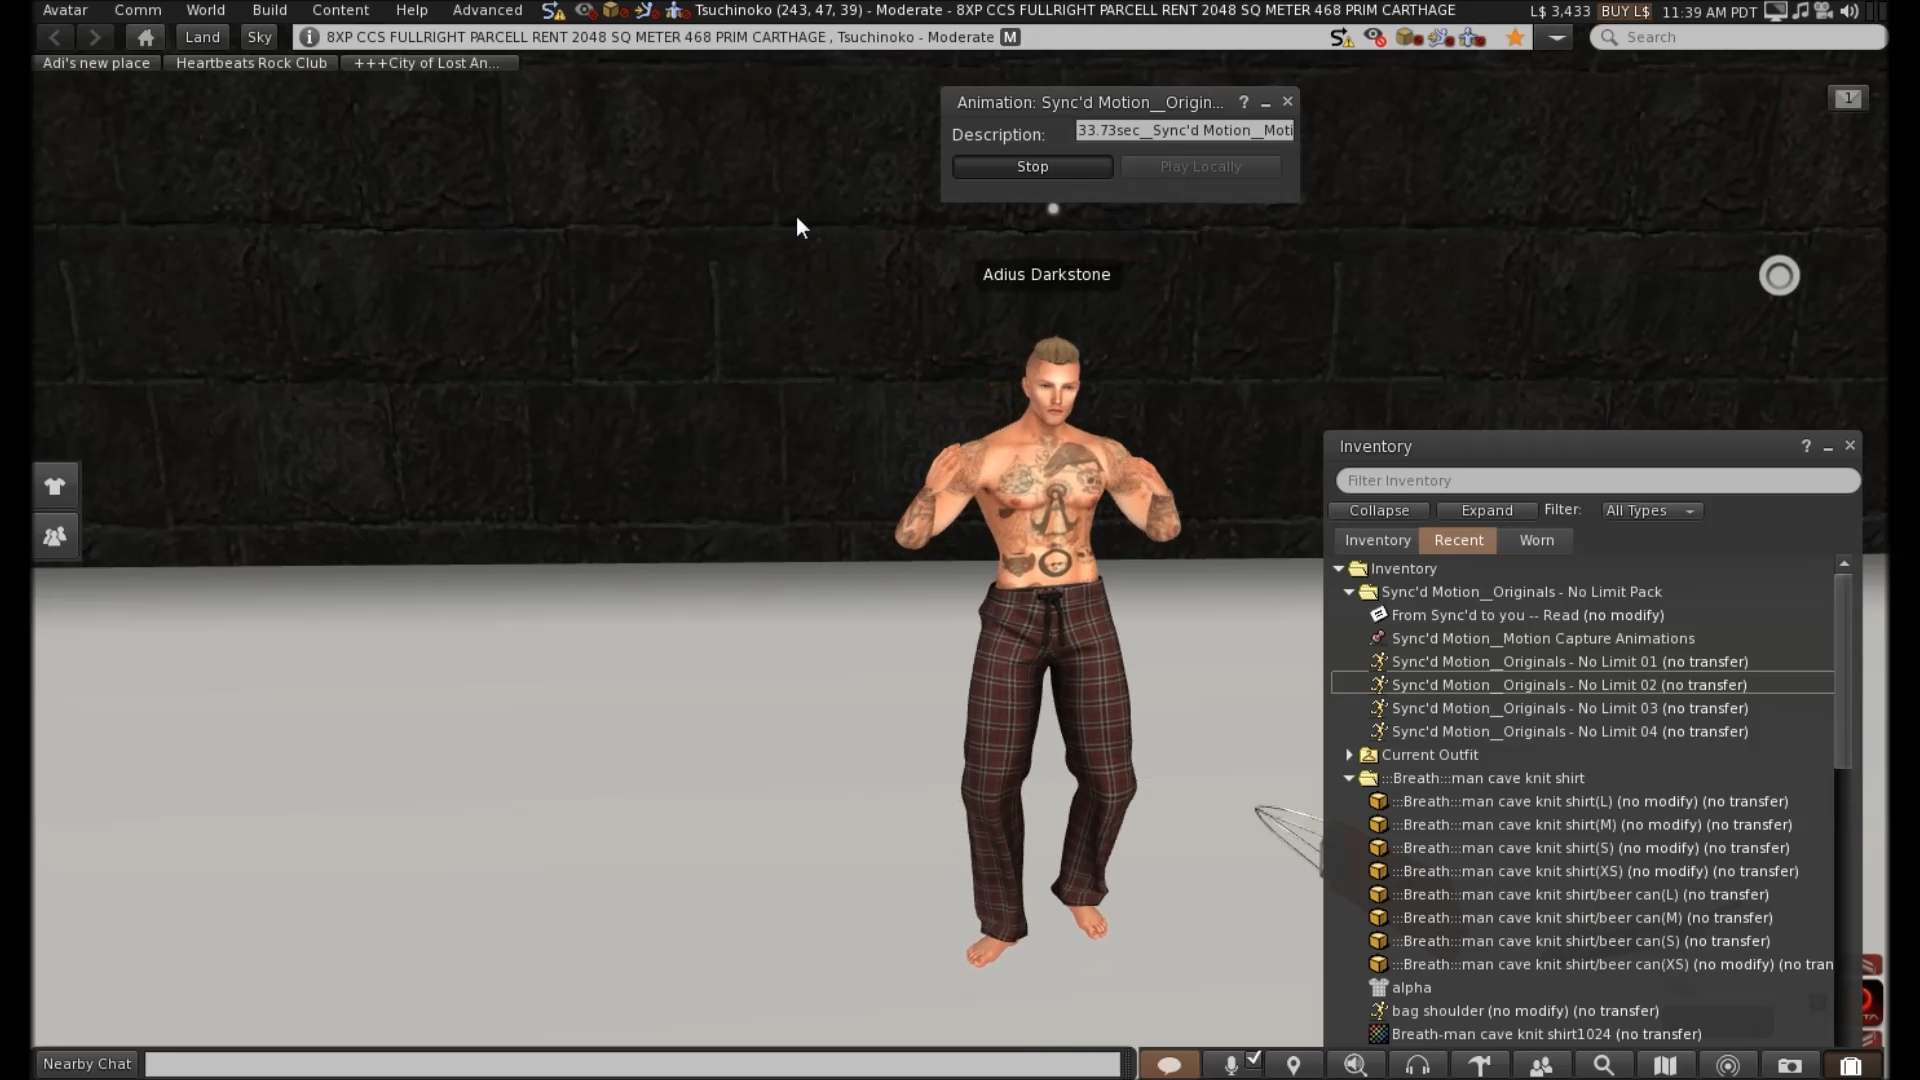 Avatar Comm World Build Content Help Advanced Tsuchinoko (243, 47, 39) - Moderate - 8XP CCS FULLRIGHT PARCELL RENT 2048 SQ METER 468 PRIM CARTHAGE L$ 3,433 BUY L$ 11:39 AM PDT
Land Sky 8XP CCS FULLRIGHT PARCELL RENT 2048 SQ METER 468 PRIM CARTHAGE , Tsuchinoko - Moderate M Search
Adi's new place Heartbeats Rock Club +++City of Lost An...
1
Animation: Sync'd Motion__Origin... ?
Description: 33.73sec__Sync'd Motion__Moti
Stop Play Locally
Adius Darkstone
Inventory ?
Filter Inventory
Collapse Expand Filter: All Types
Inventory Recent Worn
Inventory
Sync'd Motion__Originals - No Limit Pack
From Sync'd to you -- Read (no modify)
Sync'd Motion__Motion Capture Animations
Sync'd Motion__Originals - No Limit 01 (no transfer)
Sync'd Motion__Originals - No Limit 02 (no transfer)
Sync'd Motion__Originals - No Limit 03 (no transfer)
Sync'd Motion__Originals - No Limit 04 (no transfer)
Current Outfit
:::Breath:::man cave knit shirt
:::Breath:::man cave knit shirt(L) (no modify) (no transfer)
:::Breath:::man cave knit shirt(M) (no modify) (no transfer)
:::Breath:::man cave knit shirt(S) (no modify) (no transfer)
:::Breath:::man cave knit shirt(XS) (no modify) (no transfer)
:::Breath:::man cave knit shirt/beer can(L) (no transfer)
:::Breath:::man cave knit shirt/beer can(M) (no transfer)
:::Breath:::man cave knit shirt/beer can(S) (no transfer)
:::Breath:::man cave knit shirt/beer can(XS) (no modify) (no tran
alpha
bag shoulder (no modify) (no transfer)
Breath-man cave knit shirt1024 (no transfer)
Nearby Chat